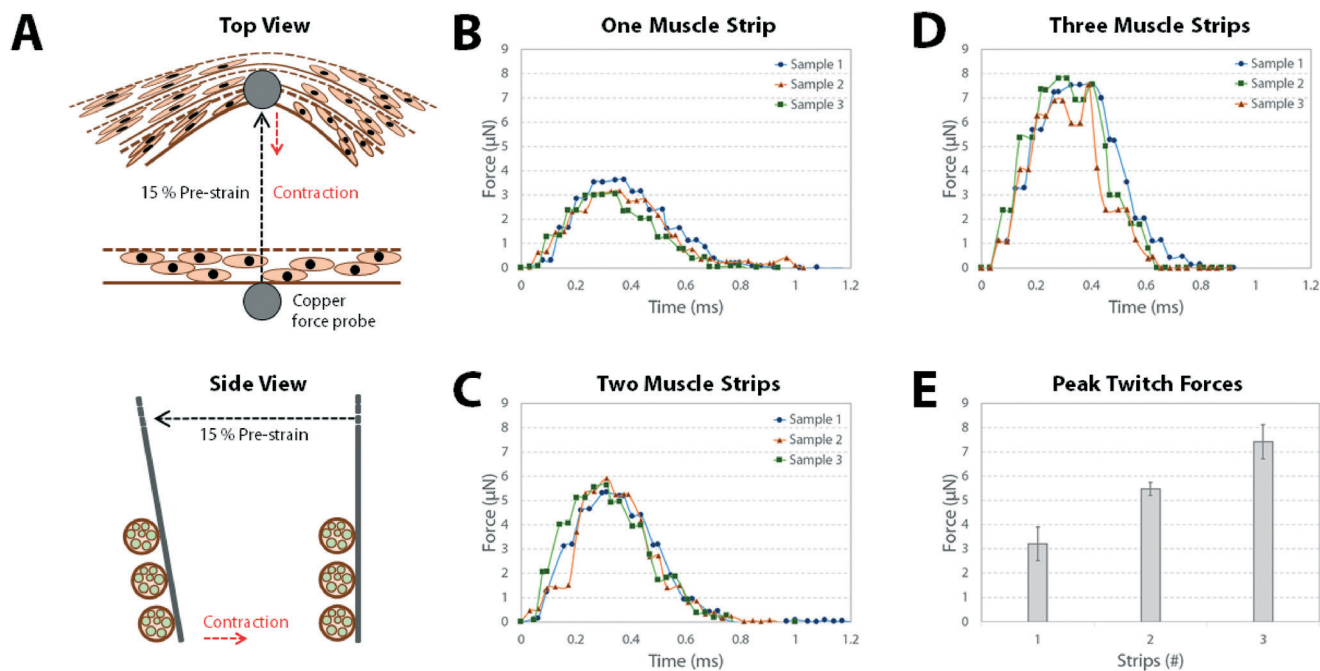 A
Top View
15 % Pre-strain
Contraction
Copper
force probe
Side View
15 % Pre-strain
Contraction
B
One Muscle Strip
Force (μN)
9
8
7
6
5
4
3
2
1
0
Sample 1
Sample 2
Sample 3
0 0.2 0.4 0.6 0.8 1 1.2
Time (ms)
C
Two Muscle Strips
Force (μN)
9
8
7
6
5
4
3
2
1
0
Sample 1
Sample 2
Sample 3
0 0.2 0.4 0.6 0.8 1 1.2
Time (ms)
D
Three Muscle Strips
Force (μN)
9
8
7
6
5
4
3
2
1
0
Sample 1
Sample 2
Sample 3
0 0.2 0.4 0.6 0.8 1 1.2
Time (ms)
E
Peak Twitch Forces
Force (μN)
9
8
7
6
5
4
3
2
1
0
1 2 3
Strips (#)